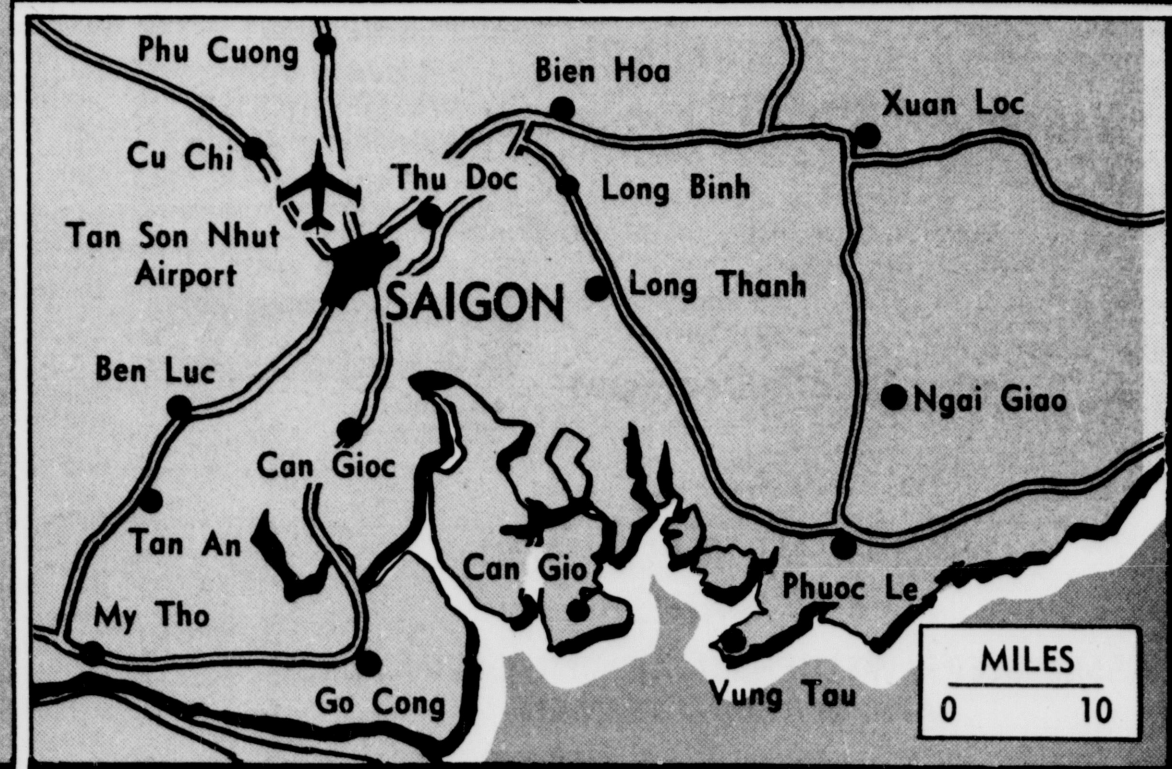 Phu Cuong
Bien Hoa
Xuan Loc
Cu Chi
Thu Doc
Long Binh
Tan Son Nhut
Airport
Long Thanh
SAIGON
Ben Luc
Ngai Giao
Can Gioc
Tan An
Can Gio
Phuoc Le
My Tho
MILES
0 10
Go Cong
Vung Tau